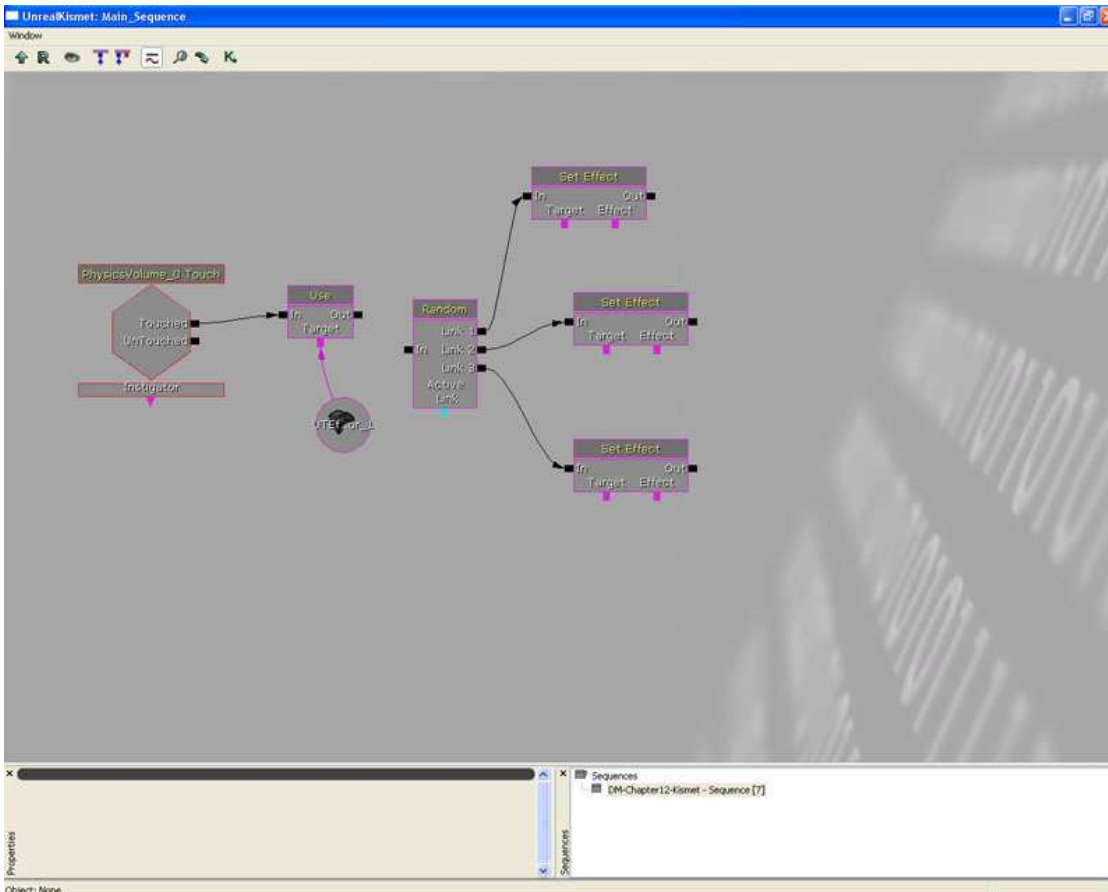 UnrealKismet: Main_Sequence
Window
R
K
Set Effect
In Out
Target Effect
PhysicsVolume_0 Touch
Touched
UnTouched
Instigator
Use
In Out
Target
Random
Link 1
In Link 2
Link 3
Active
Link
Set Effect
In Out
Target Effect
Set Effect
In Out
Target Effect
Properties
Sequences
Sequences
DM-Chapter12-Kismet - Sequence [7]
Object: None